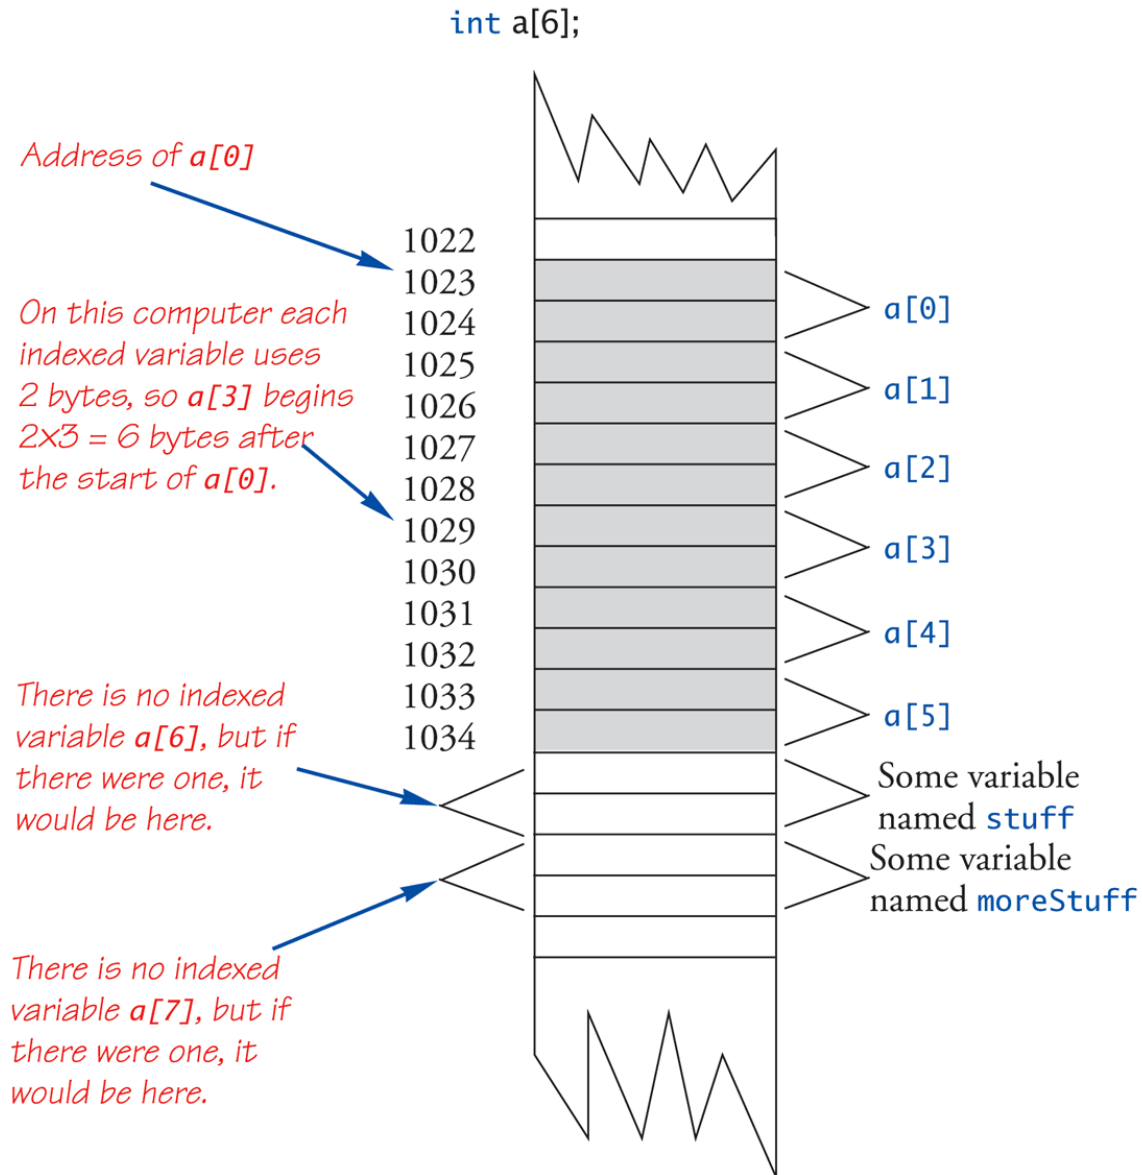 int a[6];
Address of a[0]
1022
1023
1024
1025
1026
1027
1028
1029
1030
1031
1032
1033
1034
On this computer each
indexed variable uses
2 bytes, so a[3] begins
2x3 = 6 bytes after
the start of a[0].
There is no indexed
variable a[6], but if
there were one, it
would be here.
There is no indexed
variable a[7], but if
there were one, it
would be here.
a[0]
a[1]
a[2]
a[3]
a[4]
a[5]
Some variable
named stuff
Some variable
named moreStuff